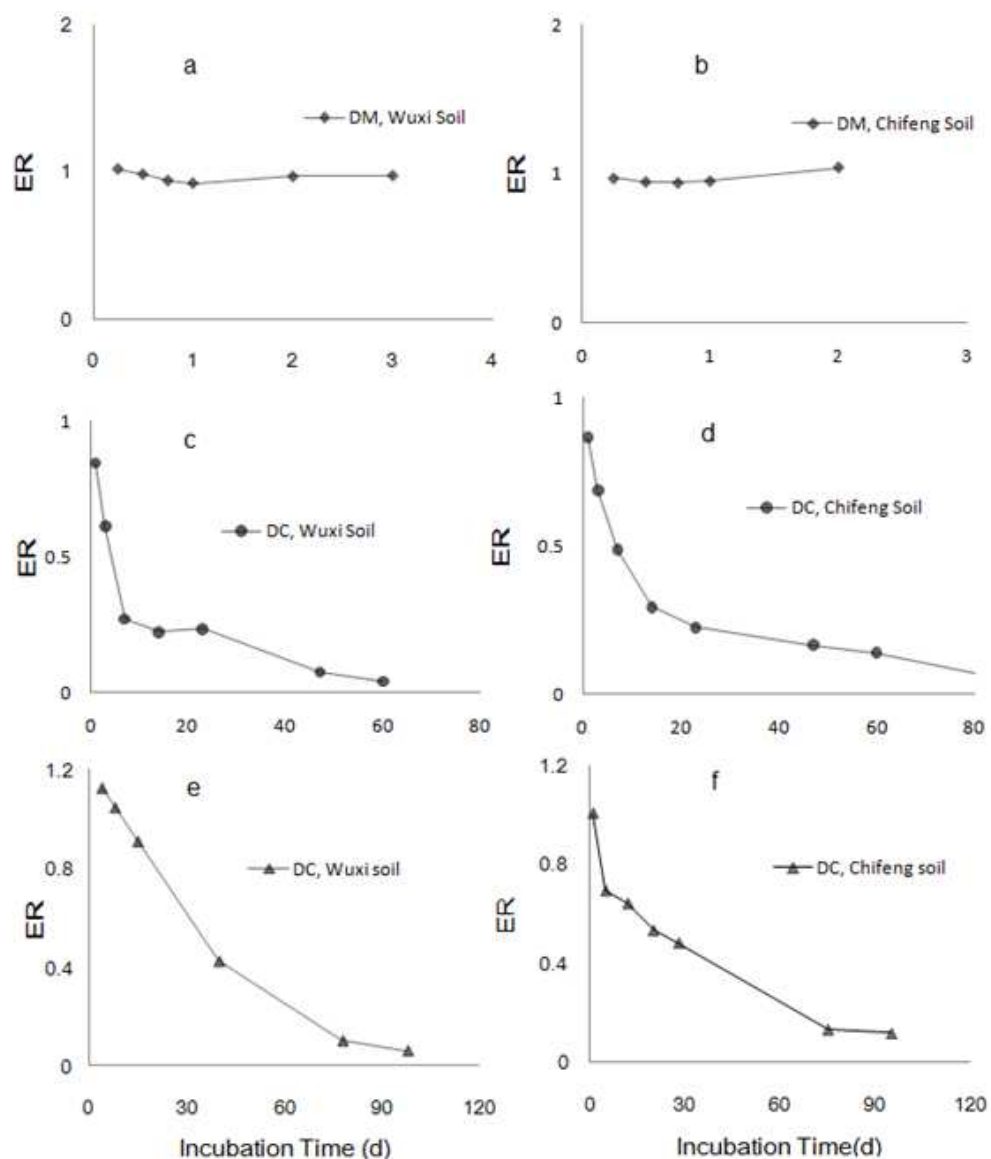 2
a
DM, Wuxi Soil
ER
1
0
0 1 2 3 4
2
b
DM, Chifeng Soil
ER
1
0
0 1 2 3
1
c
DC, Wuxi Soil
ER
0.5
0
0 20 40 60 80
1
d
DC, Chifeng Soil
ER
0.5
0
0 20 40 60 80
1.2
e
0.8
DC, Wuxi soil
ER
0.4
0
0 30 60 90 120
Incubation Time (d)
1.2
f
0.8
DC, Chifeng soil
ER
0.4
0
0 30 60 90 120
Incubation Time(d)